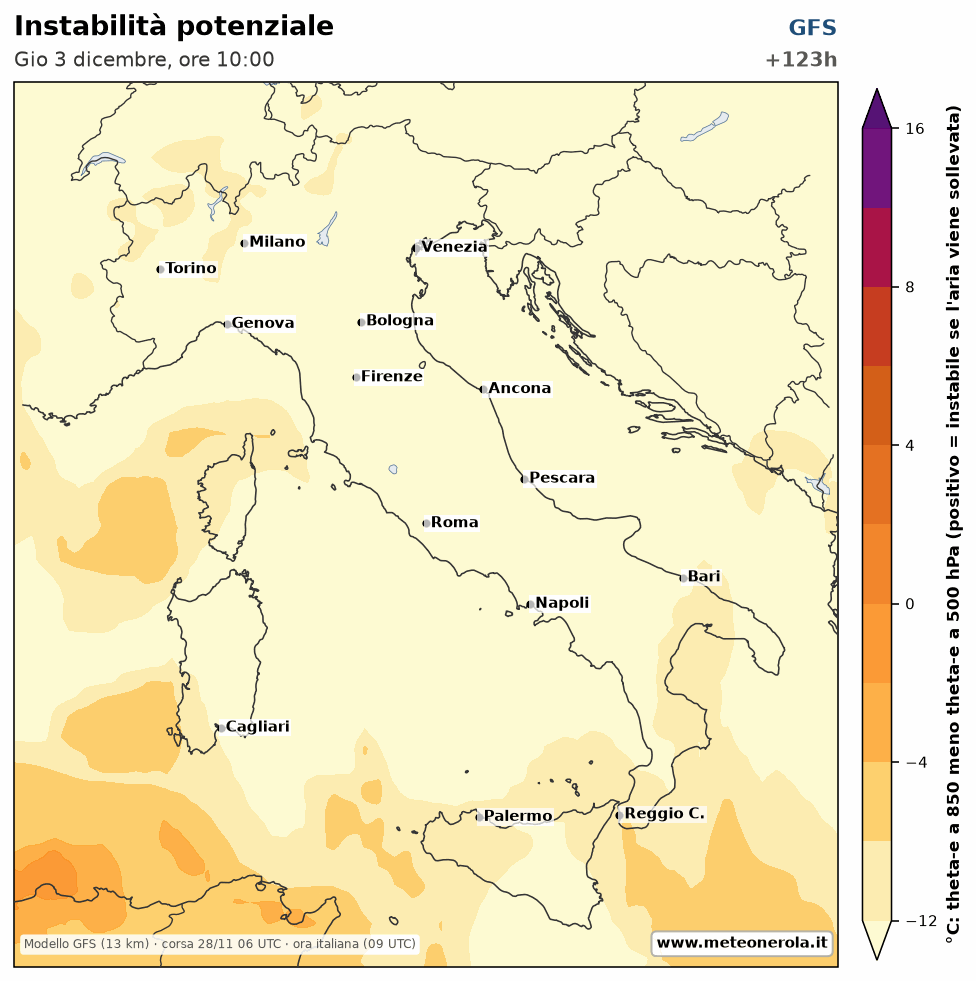 Instabilità potenziale
GFS
Gio 3 dicembre, ore 10:00
+123h
Milano
Venezia
Torino
Genova
Bologna
Firenze
Ancona
Pescara
Roma
Bari
Napoli
Cagliari
Palermo
Reggio C.
16
8
4
0
−4
−12
°C: theta-e a 850 meno theta-e a 500 hPa (positivo = instabile se l'aria viene sollevata)
Modello GFS (13 km) · corsa 28/11 06 UTC · ora italiana (09 UTC)
www.meteonerola.it